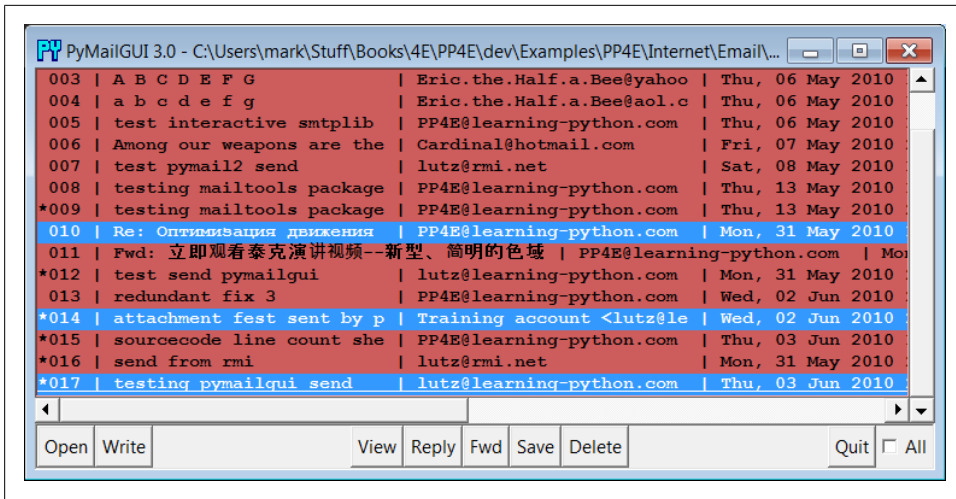 PyMailGUI 3.0 - C:\Users\mark\Stuff\Books\4E\PP4E\dev\Examples\PP4E\Internet\Email\...
003 | A B C D E F G | Eric.the.Half.a.Bee@yahoo | Thu, 06 May 2010
004 | a b c d e f g | Eric.the.Half.a.Bee@aol.c | Thu, 06 May 2010
005 | test interactive smtplib | PP4E@learning-python.com | Thu, 06 May 2010
006 | Among our weapons are the | Cardinal@hotmail.com | Fri, 07 May 2010
007 | test pymail2 send | lutz@rmi.net | Sat, 08 May 2010
008 | testing mailtools package | PP4E@learning-python.com | Thu, 13 May 2010
*009 | testing mailtools package | PP4E@learning-python.com | Thu, 13 May 2010
010 | Re: Оптимивация движения | PP4E@learning-python.com | Mon, 31 May 2010
011 | Fwd: 立即观看泰克演讲视频--新型、简明的色域 | PP4E@learning-python.com | Mo
*012 | test send pymailgui | lutz@learning-python.com | Mon, 31 May 2010
013 | redundant fix 3 | PP4E@learning-python.com | Wed, 02 Jun 2010
*014 | attachment fest sent by p | Training account <lutz@le | Wed, 02 Jun 2010
*015 | sourcecode line count she | PP4E@learning-python.com | Thu, 03 Jun 2010
*016 | send from rmi | lutz@rmi.net | Mon, 31 May 2010
*017 | testing pymailgui send | lutz@learning-python.com | Thu, 03 Jun 2010
Open Write View Reply Fwd Save Delete Quit All